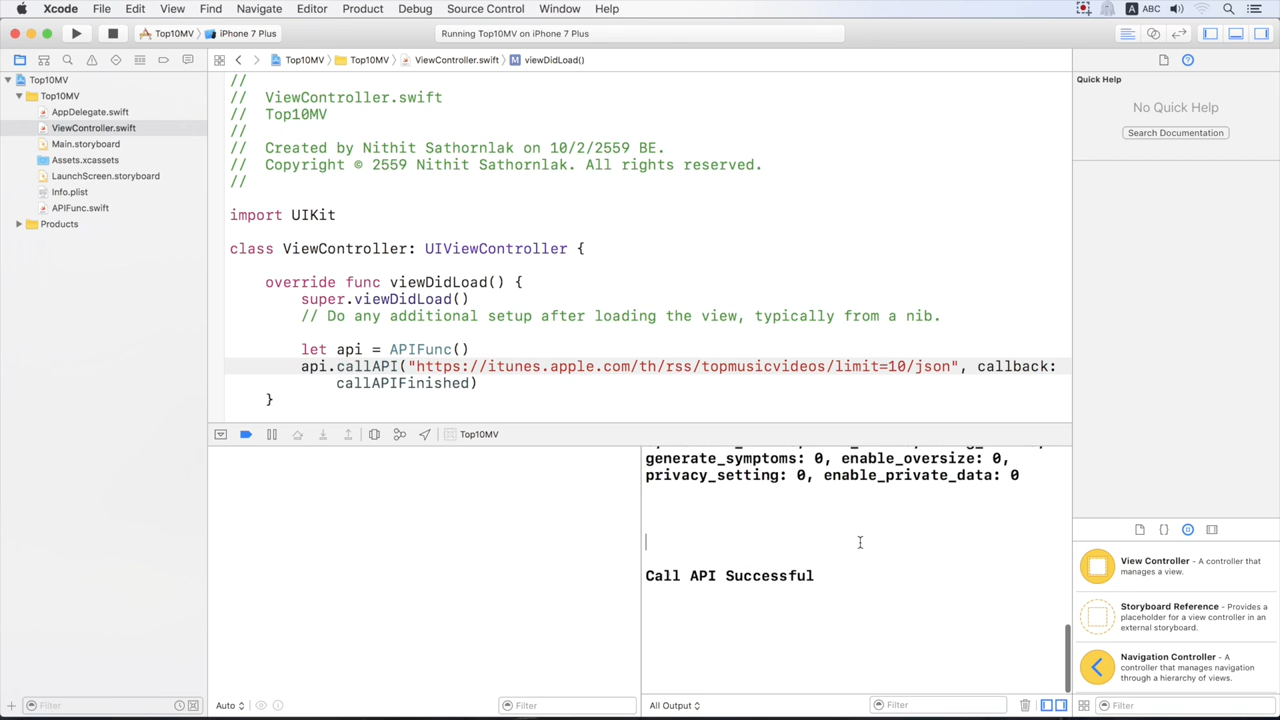 Xcode File Edit View Find Navigate Editor Product Debug Source Control Window Help
A ABC
Top10MV iPhone 7 Plus
Running Top10MV on iPhone 7 Plus
Top10MV Top10MV ViewController.swift M viewDidLoad()
Top10MV
Top10MV
AppDelegate.swift
ViewController.swift
Main.storyboard
Assets.xcassets
LaunchScreen.storyboard
Info.plist
APIFunc.swift
Products
Filter
//
// ViewController.swift
// Top10MV
//
// Created by Nithit Sathornlak on 10/2/2559 BE.
// Copyright © 2559 Nithit Sathornlak. All rights reserved.
//
import UIKit
class ViewController: UIViewController {
override func viewDidLoad() {
super.viewDidLoad()
// Do any additional setup after loading the view, typically from a nib.
let api = APIFunc()
api.callAPI("https://itunes.apple.com/th/rss/topmusicvideos/limit=10/json", callback:
callAPIFinished)
}
Top10MV
generate_symptoms: 0, enable_oversize: 0,
privacy_setting: 0, enable_private_data: 0
Call API Successful
Auto
Filter
All Output
Filter
Quick Help
No Quick Help
Search Documentation
View Controller - A controller that
manages a view.
Storyboard Reference - Provides a
placeholder for a view controller in an
external storyboard.
Navigation Controller - A
controller that manages navigation
through a hierarchy of views.
Filter